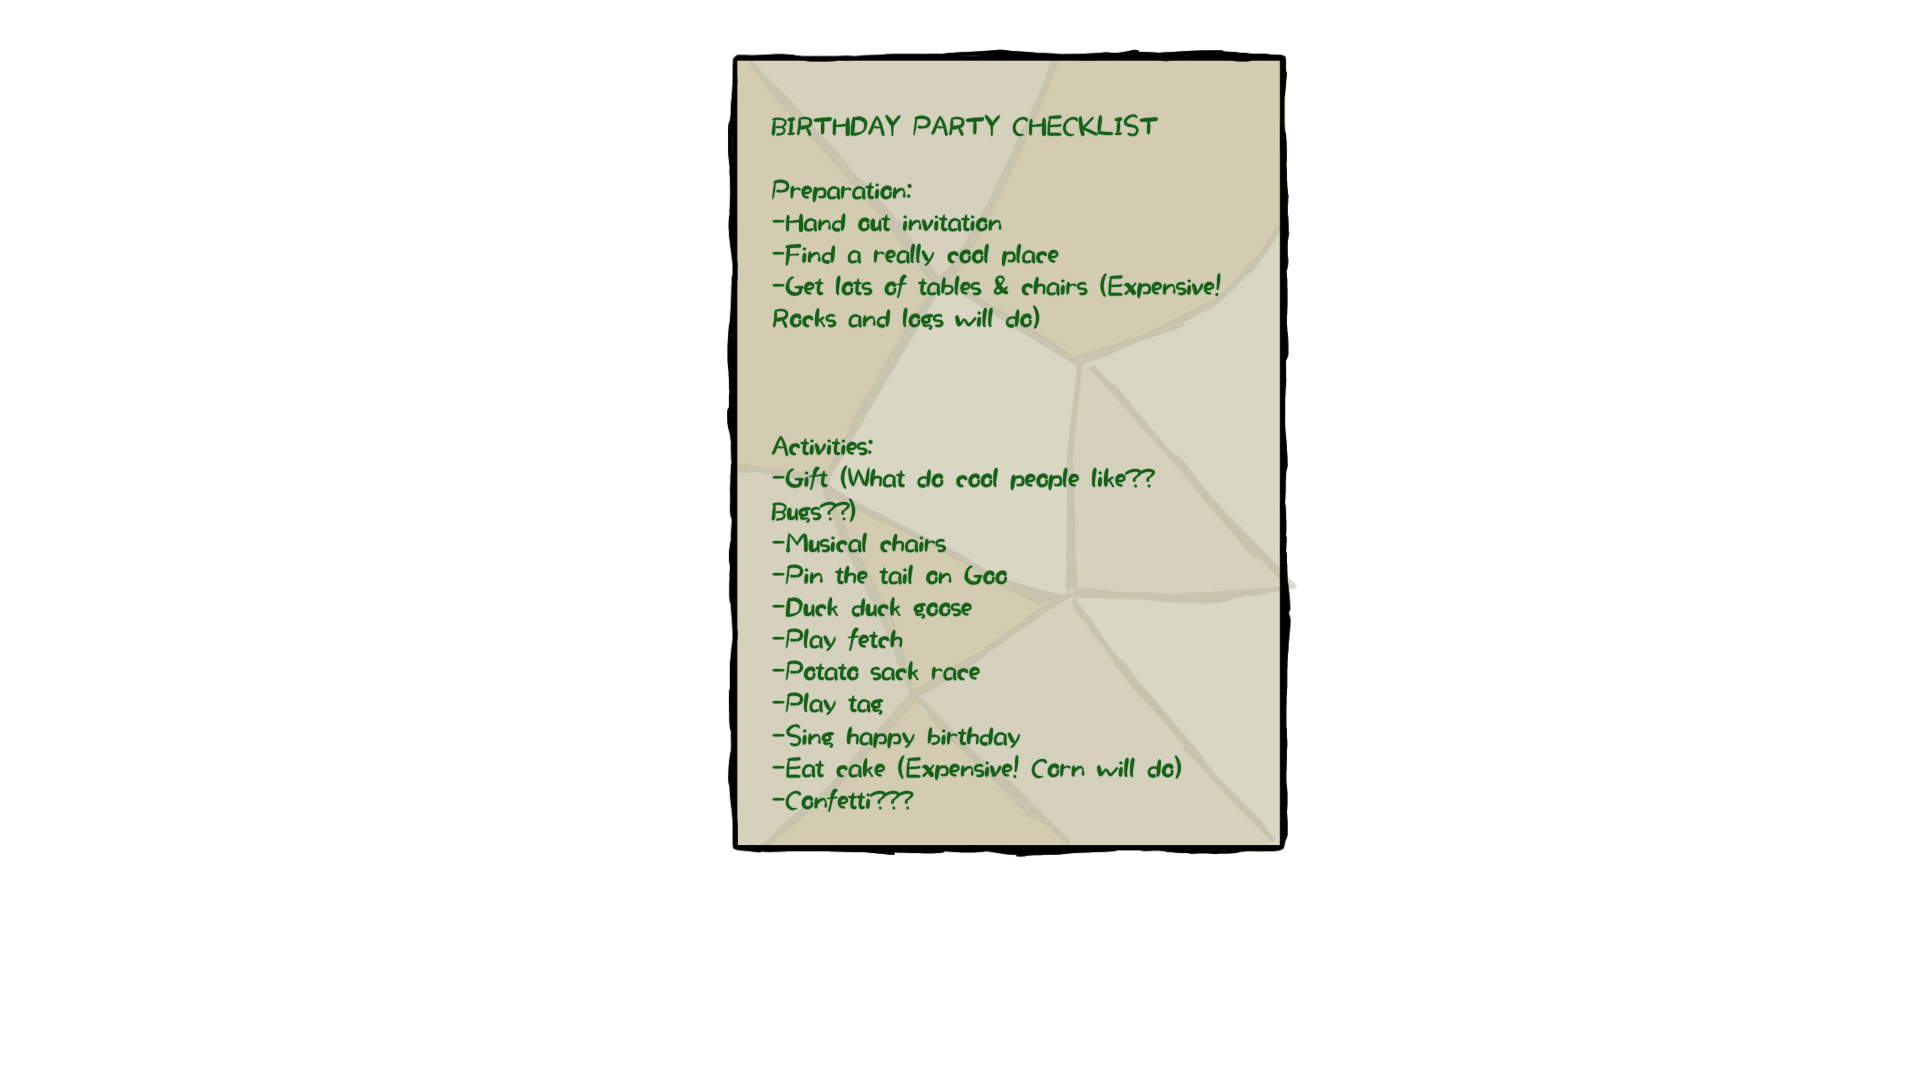 BIRTHDAY PARTY CHECKLIST
Preparation:
-Hand out invitation
-Find a really cool place
-Get lots of tables & chairs (Expensive!
Rocks and logs will do)
Activities:
-Gift (What do cool people like??
Bugs??)
-Musical chairs
-Pin the tail on Goo
-Duck duck goose
-Play fetch
-Potato sack race
-Play tag
-Sing happy birthday
-Eat cake (Expensive! Corn will do)
-Confetti???